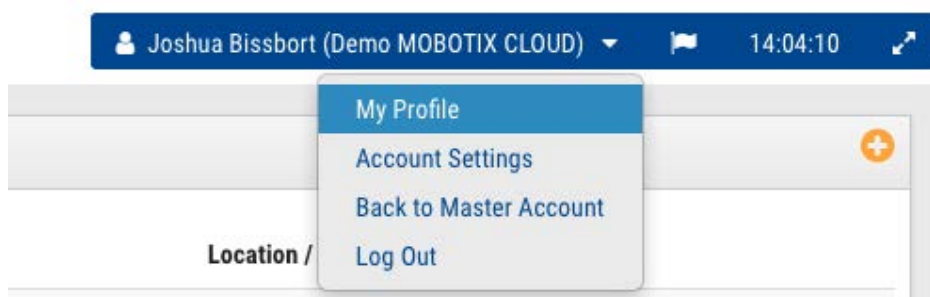 Joshua Bissbort (Demo MOBOTIX CLOUD) 14:04:10
My Profile
Account Settings
Back to Master Account
Location /
Log Out